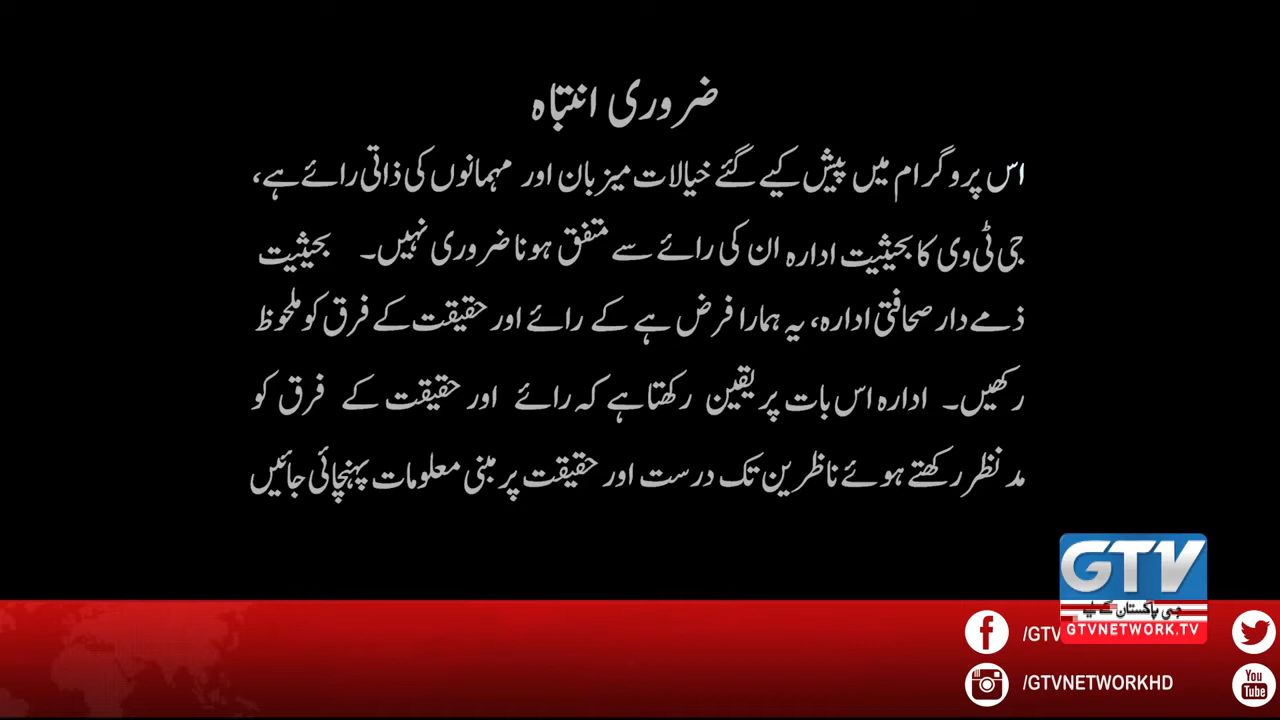 ضروری انتباہ
اس پروگرام میں پیش کیے گئے خیالات میزبان اور مہمانوں کی ذاتی رائے ہے،
جی ٹی وی کا بحیثیت ادارہ ان کی رائے سے متفق ہونا ضروری نہیں۔ بحیثیت
ذمے دار صحافتی ادارہ، یہ ہمارا فرض ہے کے رائے اور حقیقت کے فرق کو ملحوظ
رکھیں۔ ادارہ اس بات پر یقین رکھتا ہے کہ رائے اور حقیقت کے فرق کو
مد نظر رکھتے ہوئے ناظرین تک درست اور حقیقت پر مبنی معلومات پہنچائی جائیں
GTV
جی پاکستان کے لیے
GTVNETWORK.TV
/GTV
/GTVNETWORKHD
You
Tube